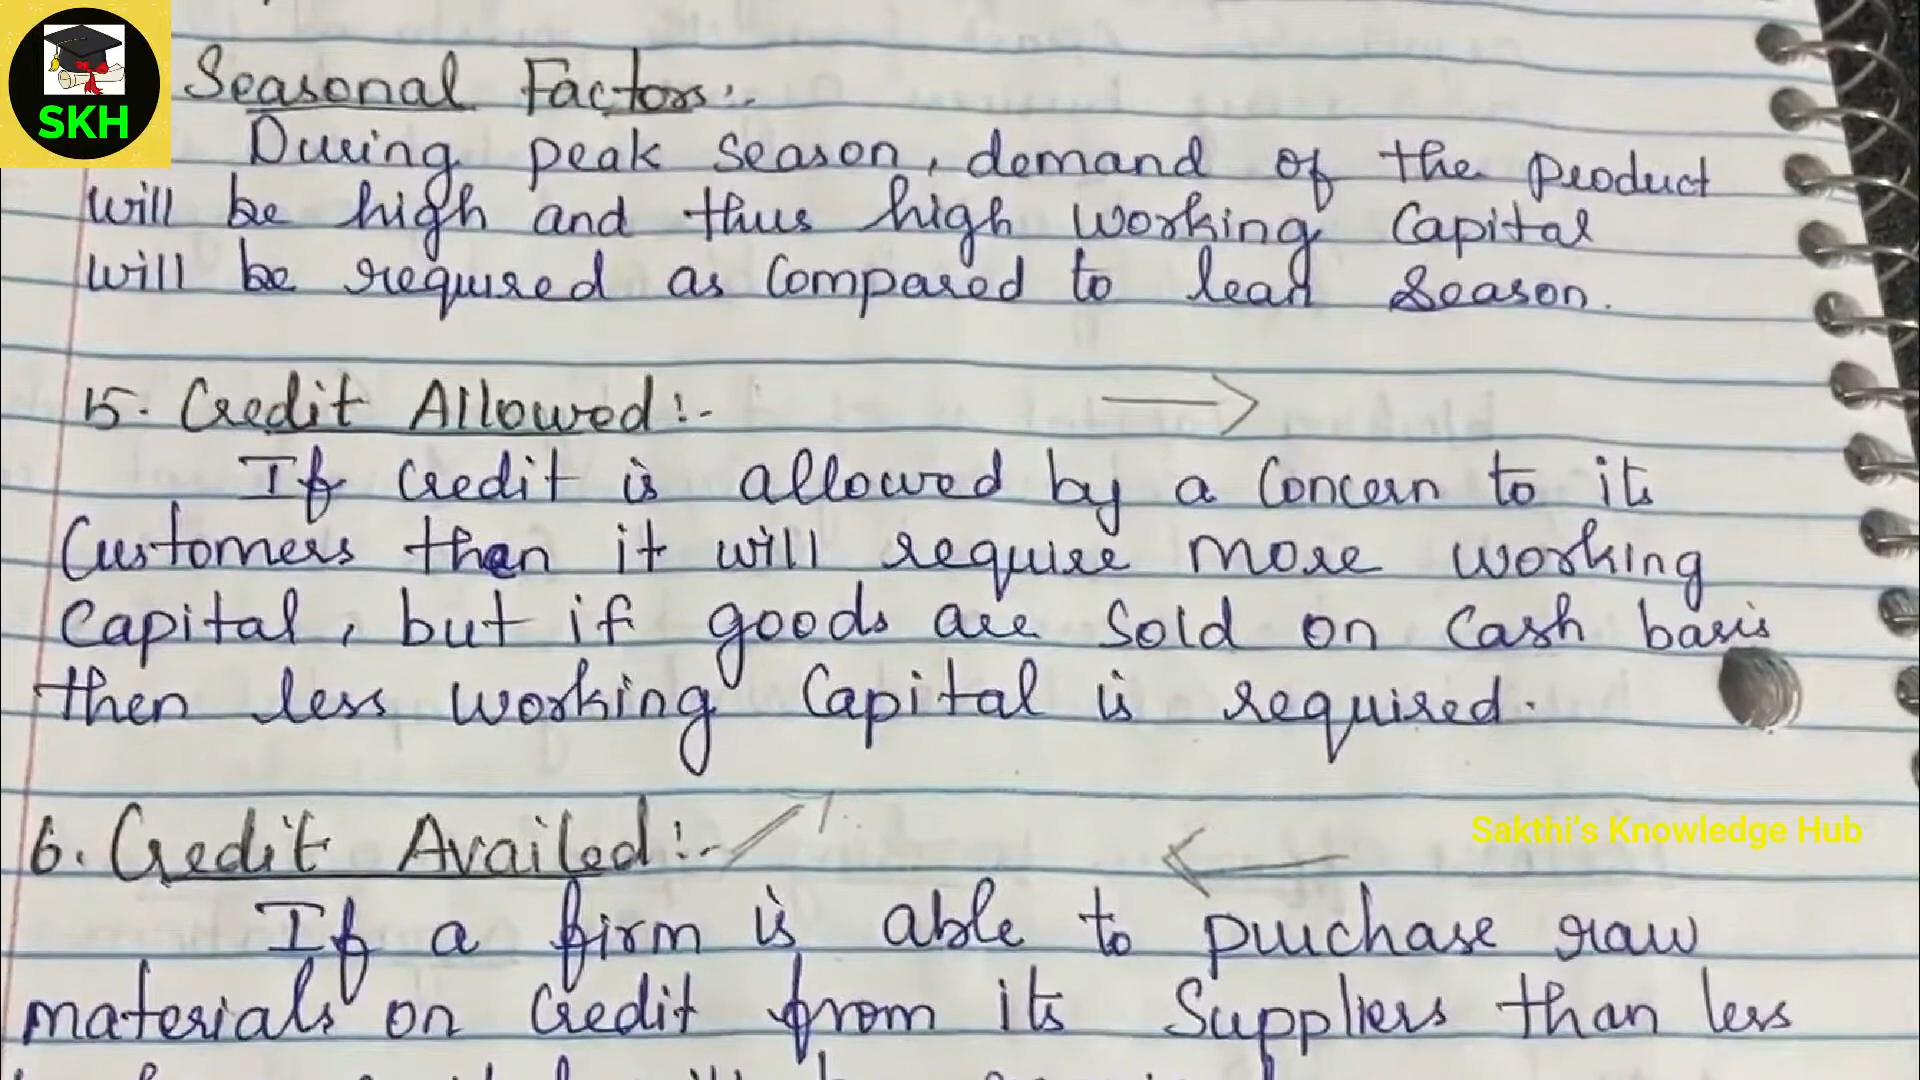 SKH
Seasonal Factors:-
During peak season, demand of the product
will be high and thus high working Capital
will be required as Compared to lean Season.
5. Credit Allowed:-
If Credit is allowed by a Concern to its
Customers then it will require more working
Capital, but if goods are Sold on Cash basis
then less working Capital is required.
6. Credit Availed:-
Sakthi's Knowledge Hub
If a firm is able to purchase raw
materials on Credit from its Suppliers than less